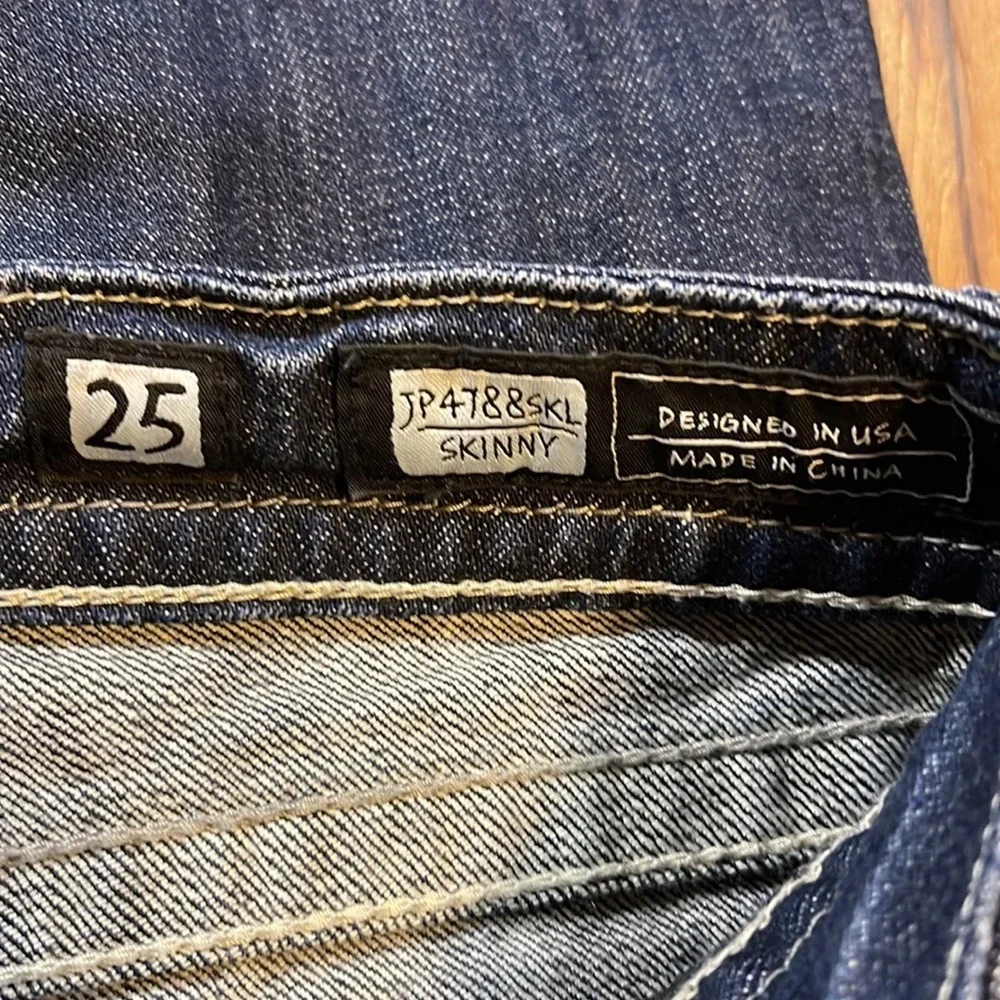 25
JP4788SKL
SKINNY
DESIGNED IN USA
MADE IN CHINA